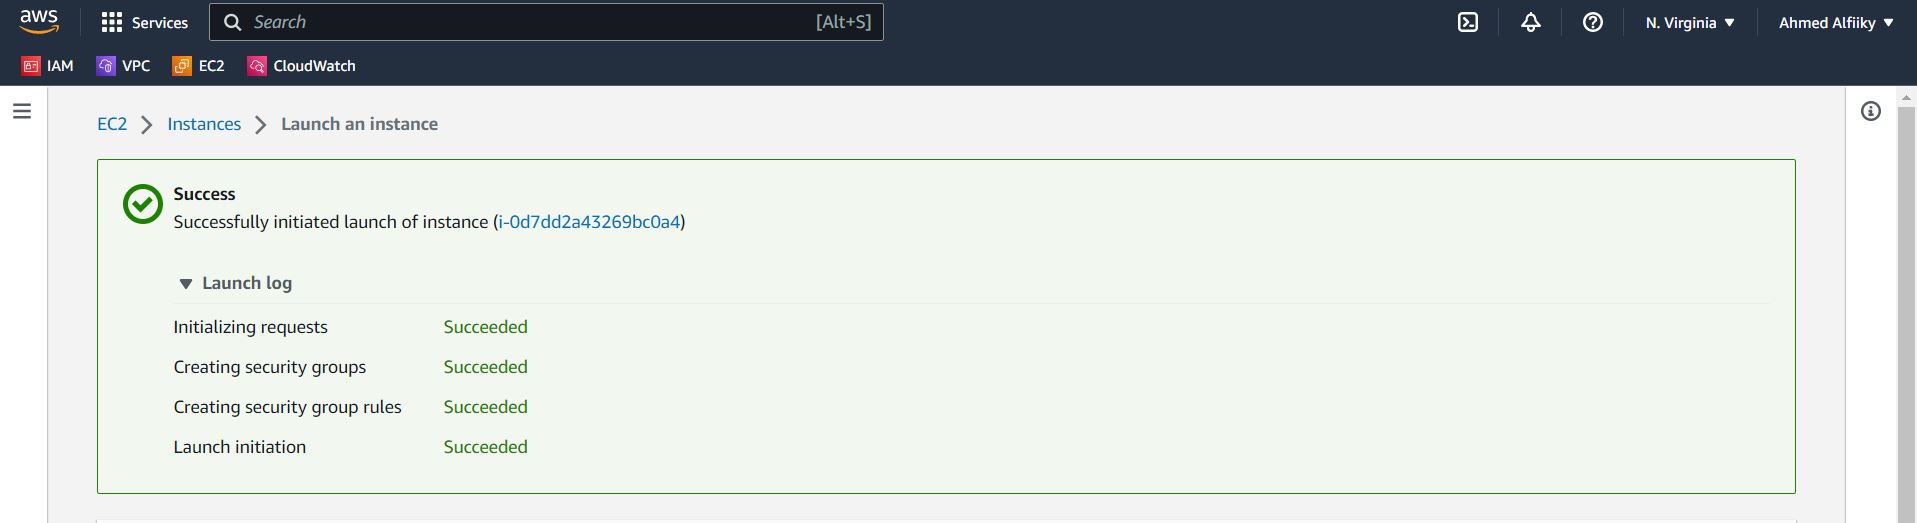 aws Services Search [Alt+S] N. Virginia Ahmed Alfiiky
IAM VPC EC2 CloudWatch
EC2 Instances Launch an instance
Success
Successfully initiated launch of instance (i-0d7dd2a43269bc0a4)
Launch log
Initializing requests Succeeded
Creating security groups Succeeded
Creating security group rules Succeeded
Launch initiation Succeeded